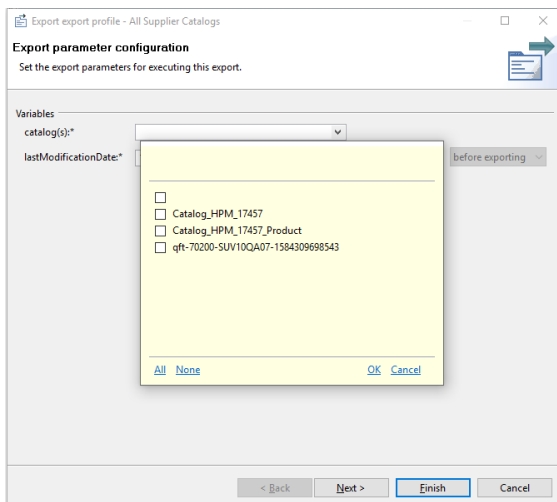 Export export profile - All Supplier Catalogs
Export parameter configuration
Set the export parameters for executing this export.
Variables
catalog(s):*
lastModificationDate:* before exporting
Catalog_HPM_17457
Catalog_HPM_17457_Product
qft-70200-SUV10QA07-1584309698543
All None OK Cancel
< Back Next > Finish Cancel